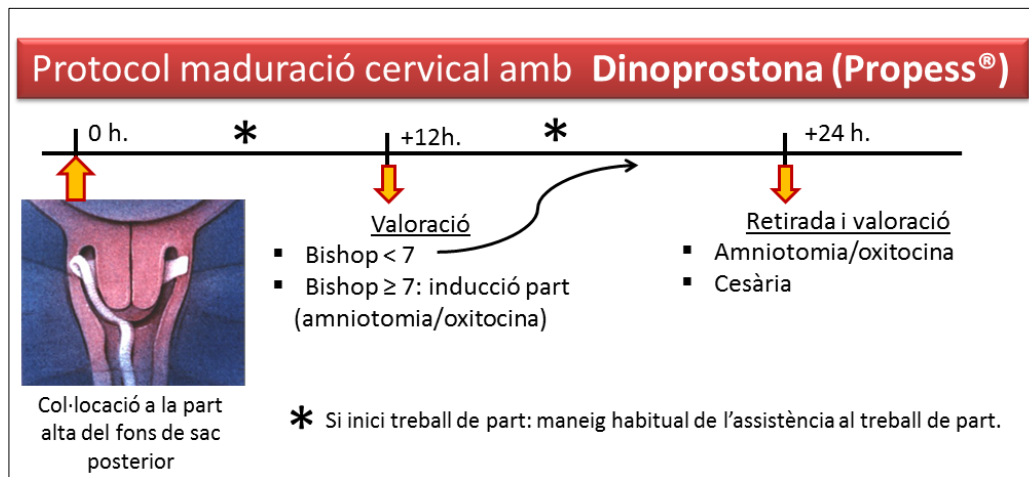 Protocol maduració cervical amb Dinoprostona (Propess®)
0 h.
*
+12h.
*
+24 h.
Valoració
▪ Bishop < 7
▪ Bishop ≥ 7: inducció part
(amniotomia/oxitocina)
Retirada i valoració
▪ Amniotomia/oxitocina
▪ Cesària
Col·locació a la part
alta del fons de sac
posterior
* Si inici treball de part: maneig habitual de l’assistència al treball de part.